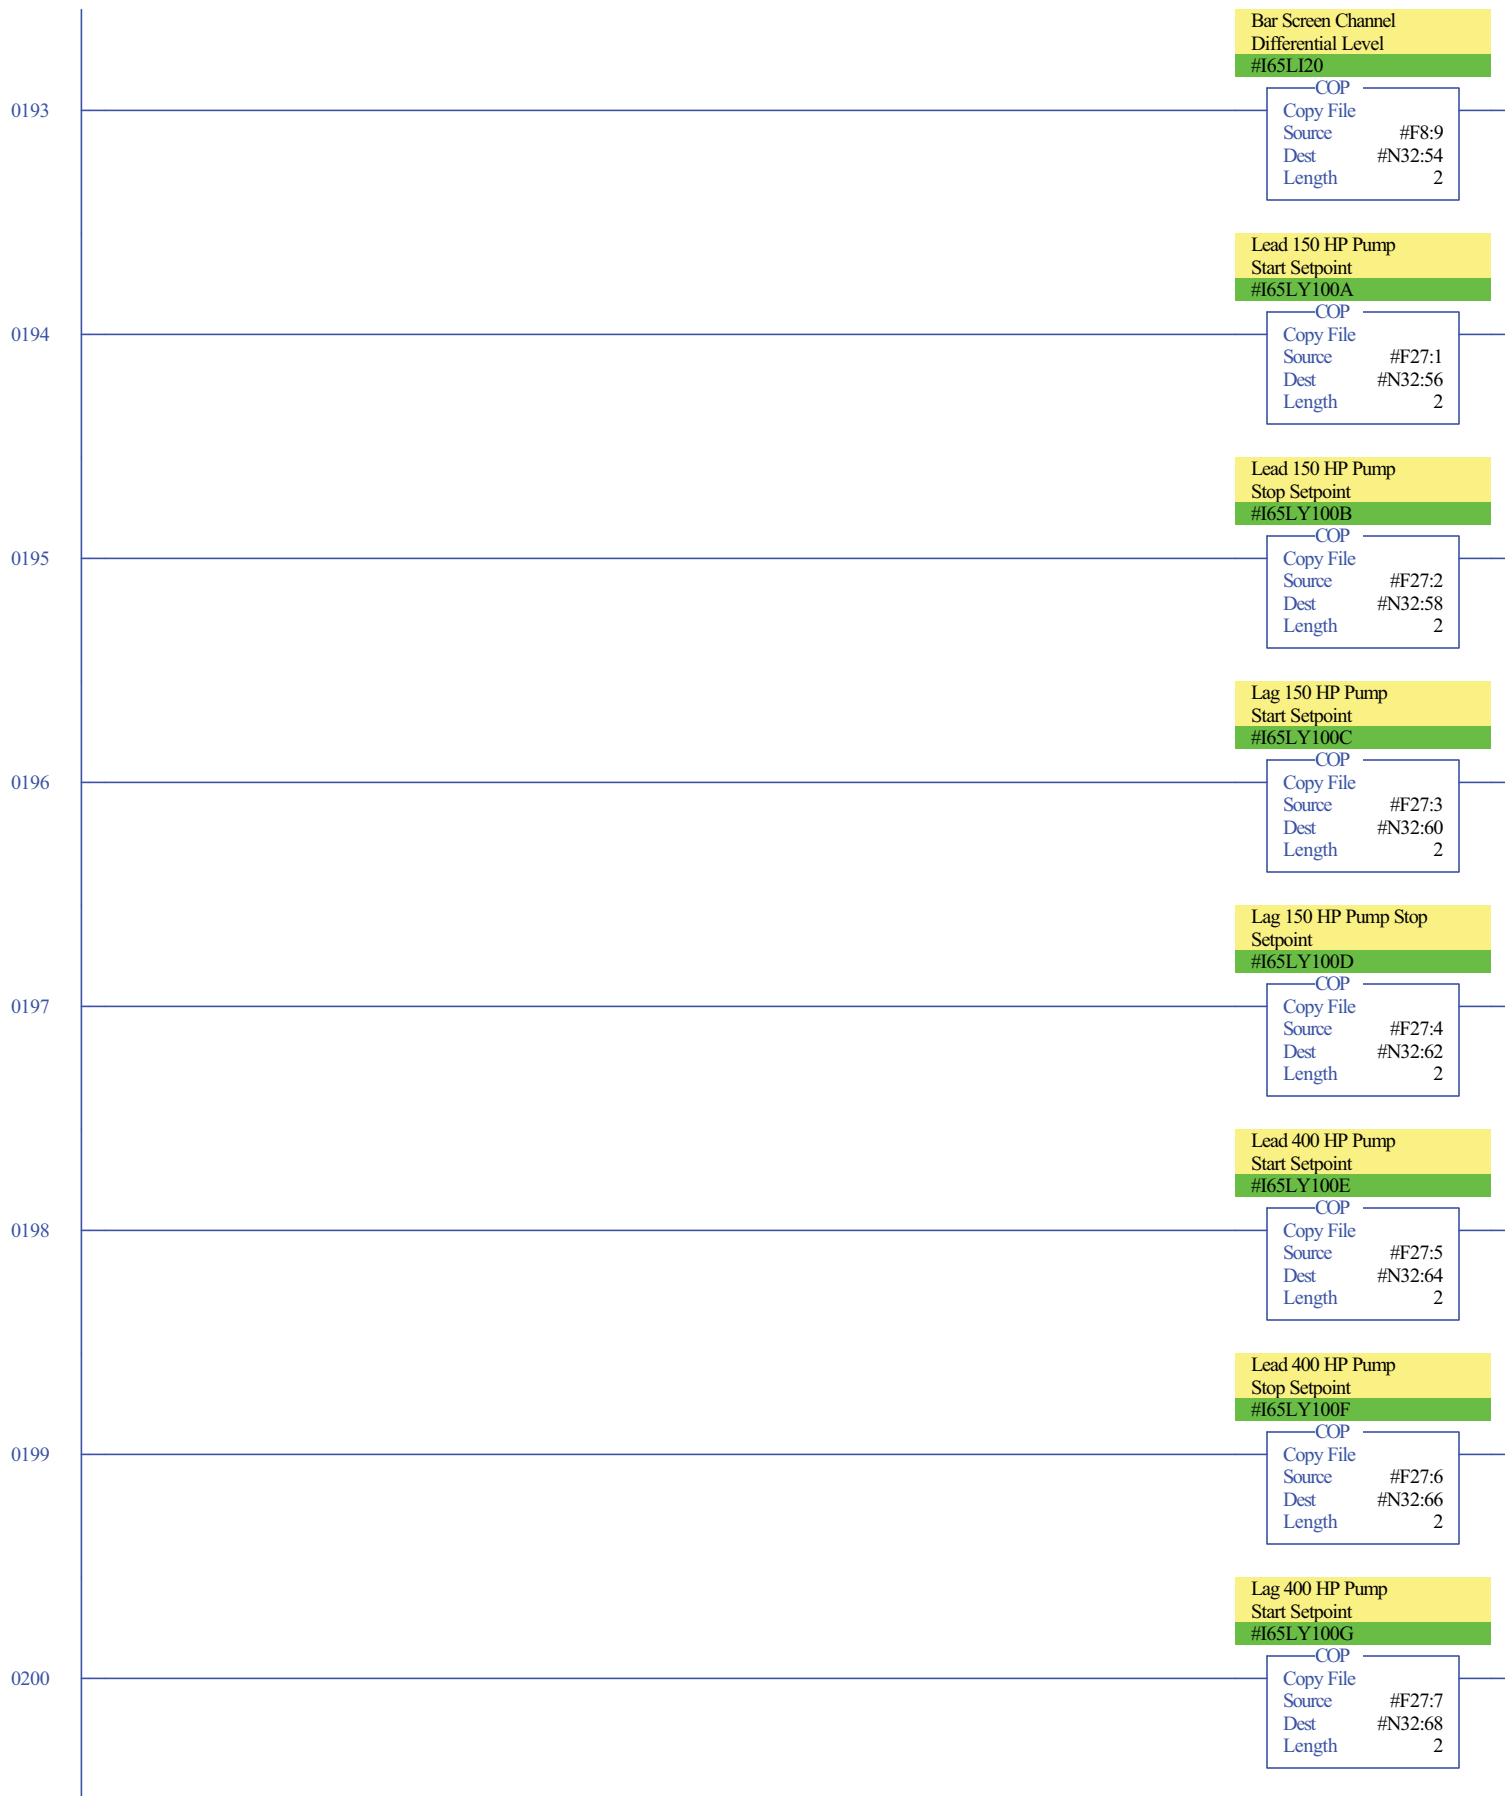 Bar Screen Channel
Differential Level
#I65LI20
COP
0193
Copy File
Source #F8:9
Dest #N32:54
Length 2
Lead 150 HP Pump
Start Setpoint
#I65LY100A
COP
0194
Copy File
Source #F27:1
Dest #N32:56
Length 2
Lead 150 HP Pump
Stop Setpoint
#I65LY100B
COP
0195
Copy File
Source #F27:2
Dest #N32:58
Length 2
Lag 150 HP Pump
Start Setpoint
#I65LY100C
COP
0196
Copy File
Source #F27:3
Dest #N32:60
Length 2
Lag 150 HP Pump Stop
Setpoint
#I65LY100D
COP
0197
Copy File
Source #F27:4
Dest #N32:62
Length 2
Lead 400 HP Pump
Start Setpoint
#I65LY100E
COP
0198
Copy File
Source #F27:5
Dest #N32:64
Length 2
Lead 400 HP Pump
Stop Setpoint
#I65LY100F
COP
0199
Copy File
Source #F27:6
Dest #N32:66
Length 2
Lag 400 HP Pump
Start Setpoint
#I65LY100G
COP
0200
Copy File
Source #F27:7
Dest #N32:68
Length 2